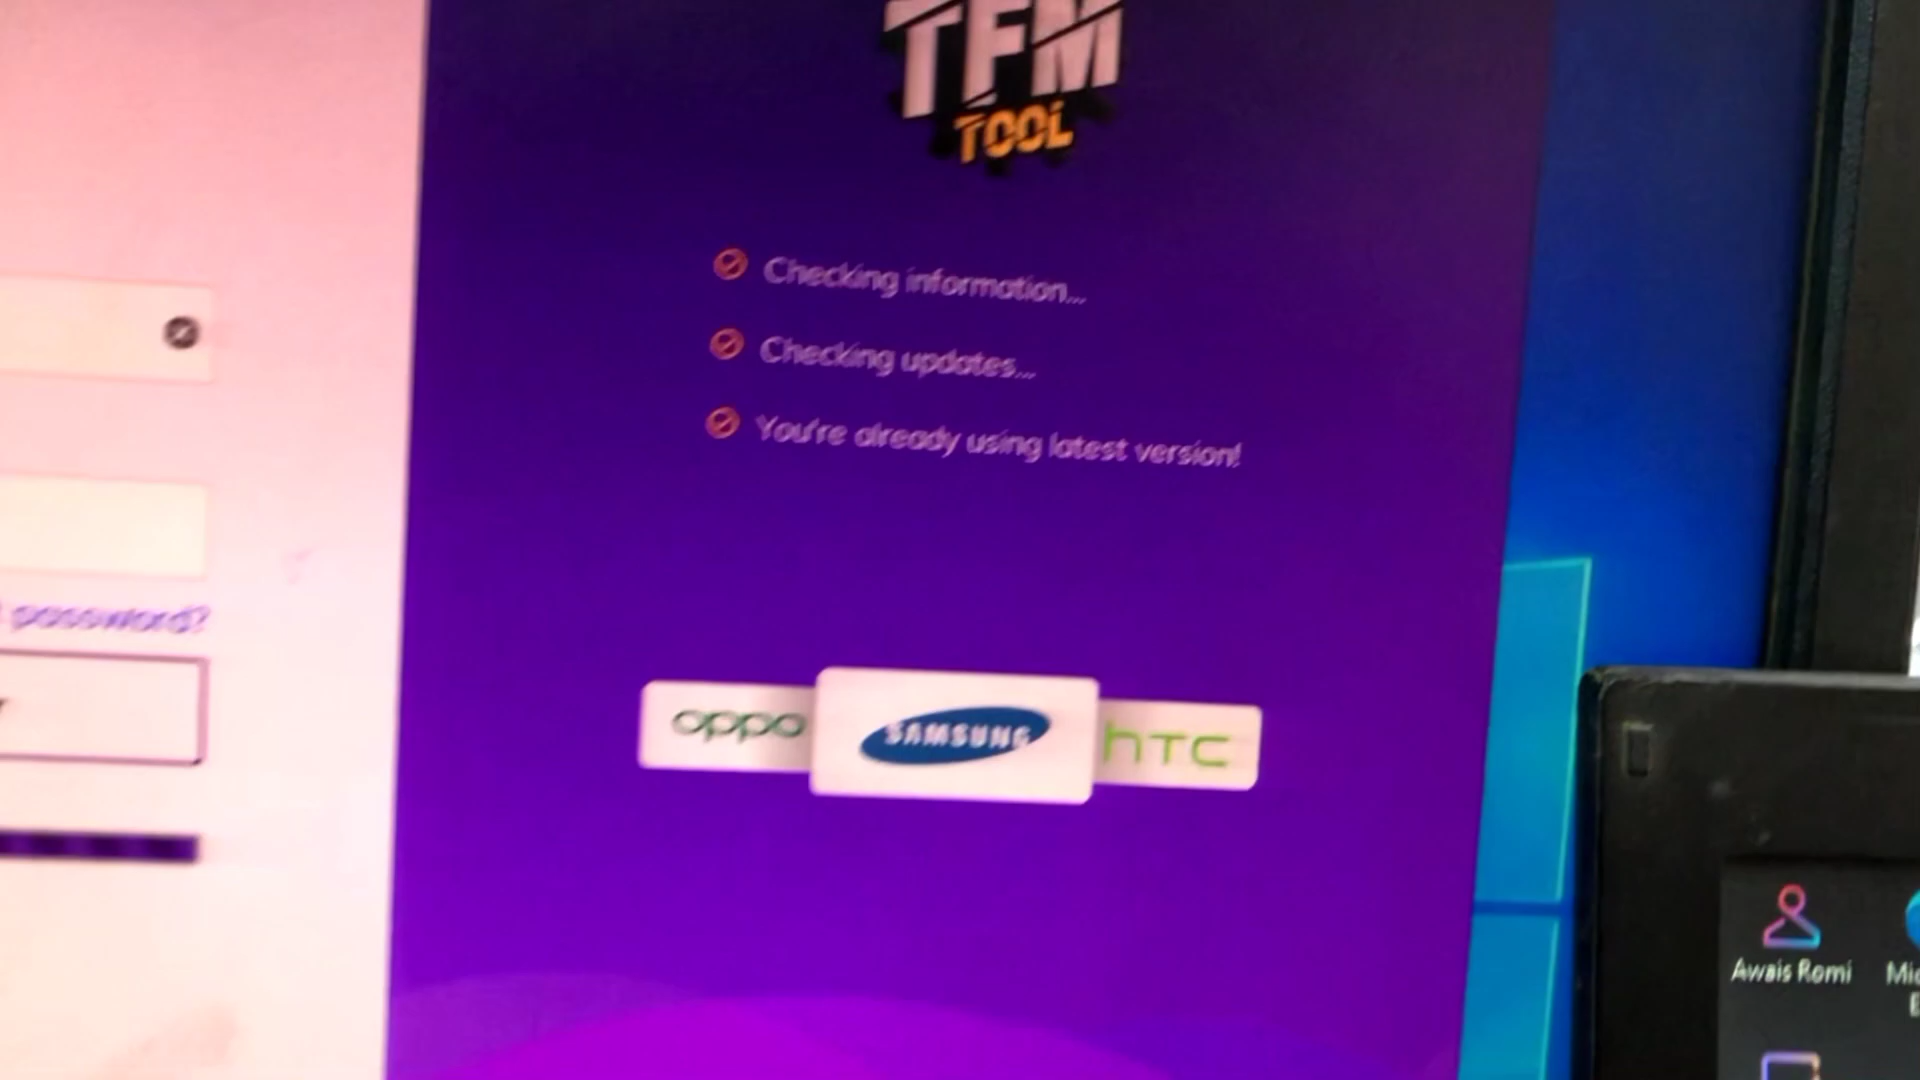 TFM
TOOL
Checking information...
Checking updates...
You're already using latest version!
password?
oppo
SAMSUNG
hTC
Awais Romi